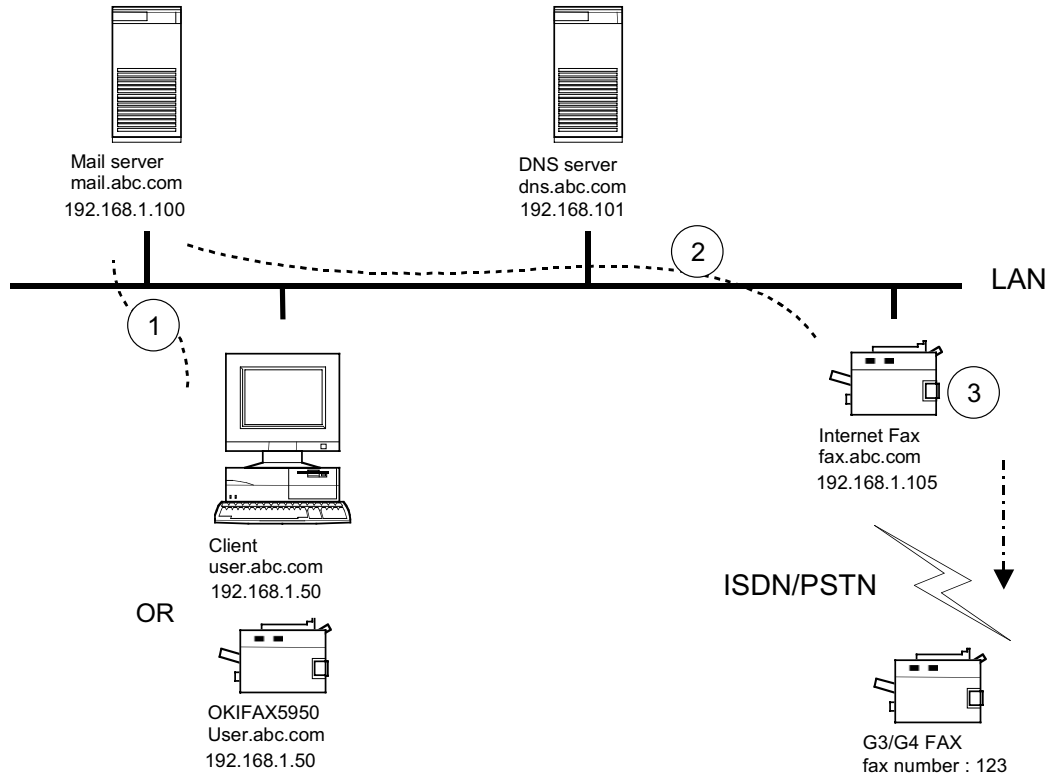 Mail server
mail.abc.com
192.168.1.100
DNS server
dns.abc.com
192.168.101
2
LAN
1
3
Internet Fax
fax.abc.com
192.168.1.105
Client
user.abc.com
192.168.1.50
ISDN/PSTN
OR
OKIFAX5950
User.abc.com
192.168.1.50
G3/G4 FAX
fax number : 123